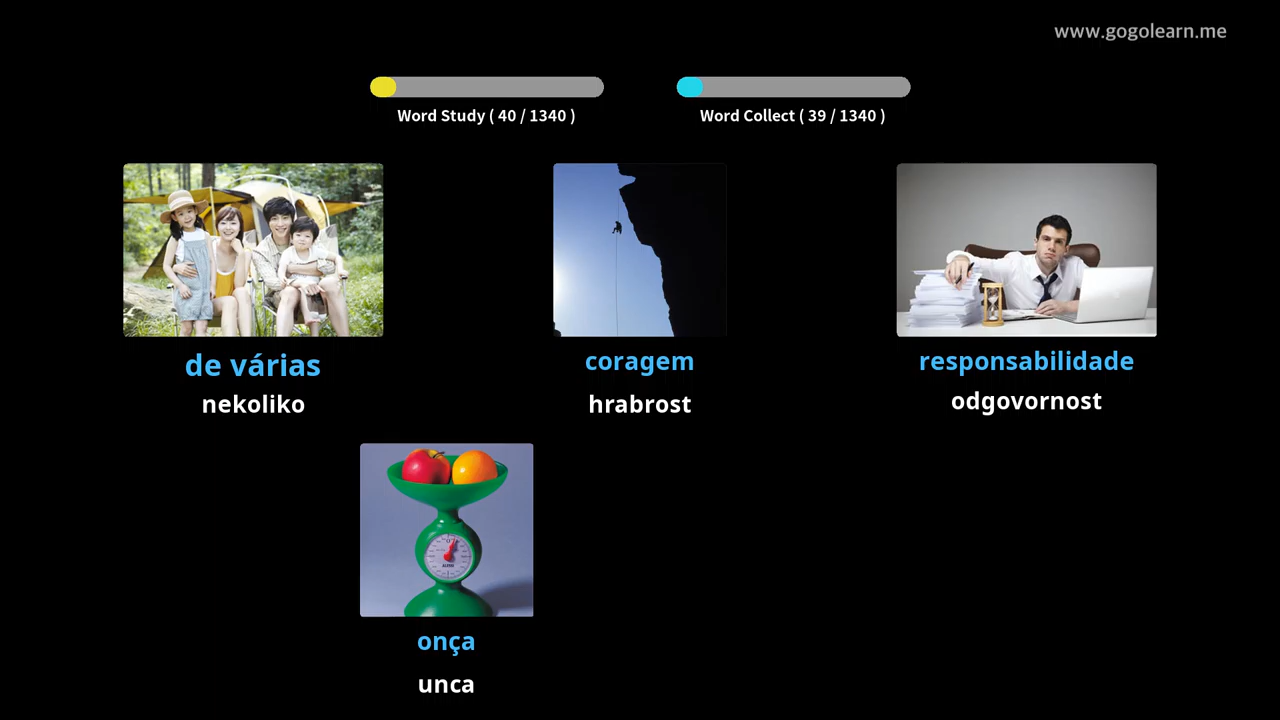 www.gogolearn.me
Word Study ( 40 / 1340 )
Word Collect ( 39 / 1340 )
de várias
coragem
responsabilidade
nekoliko
hrabrost
odgovornost
onça
unca